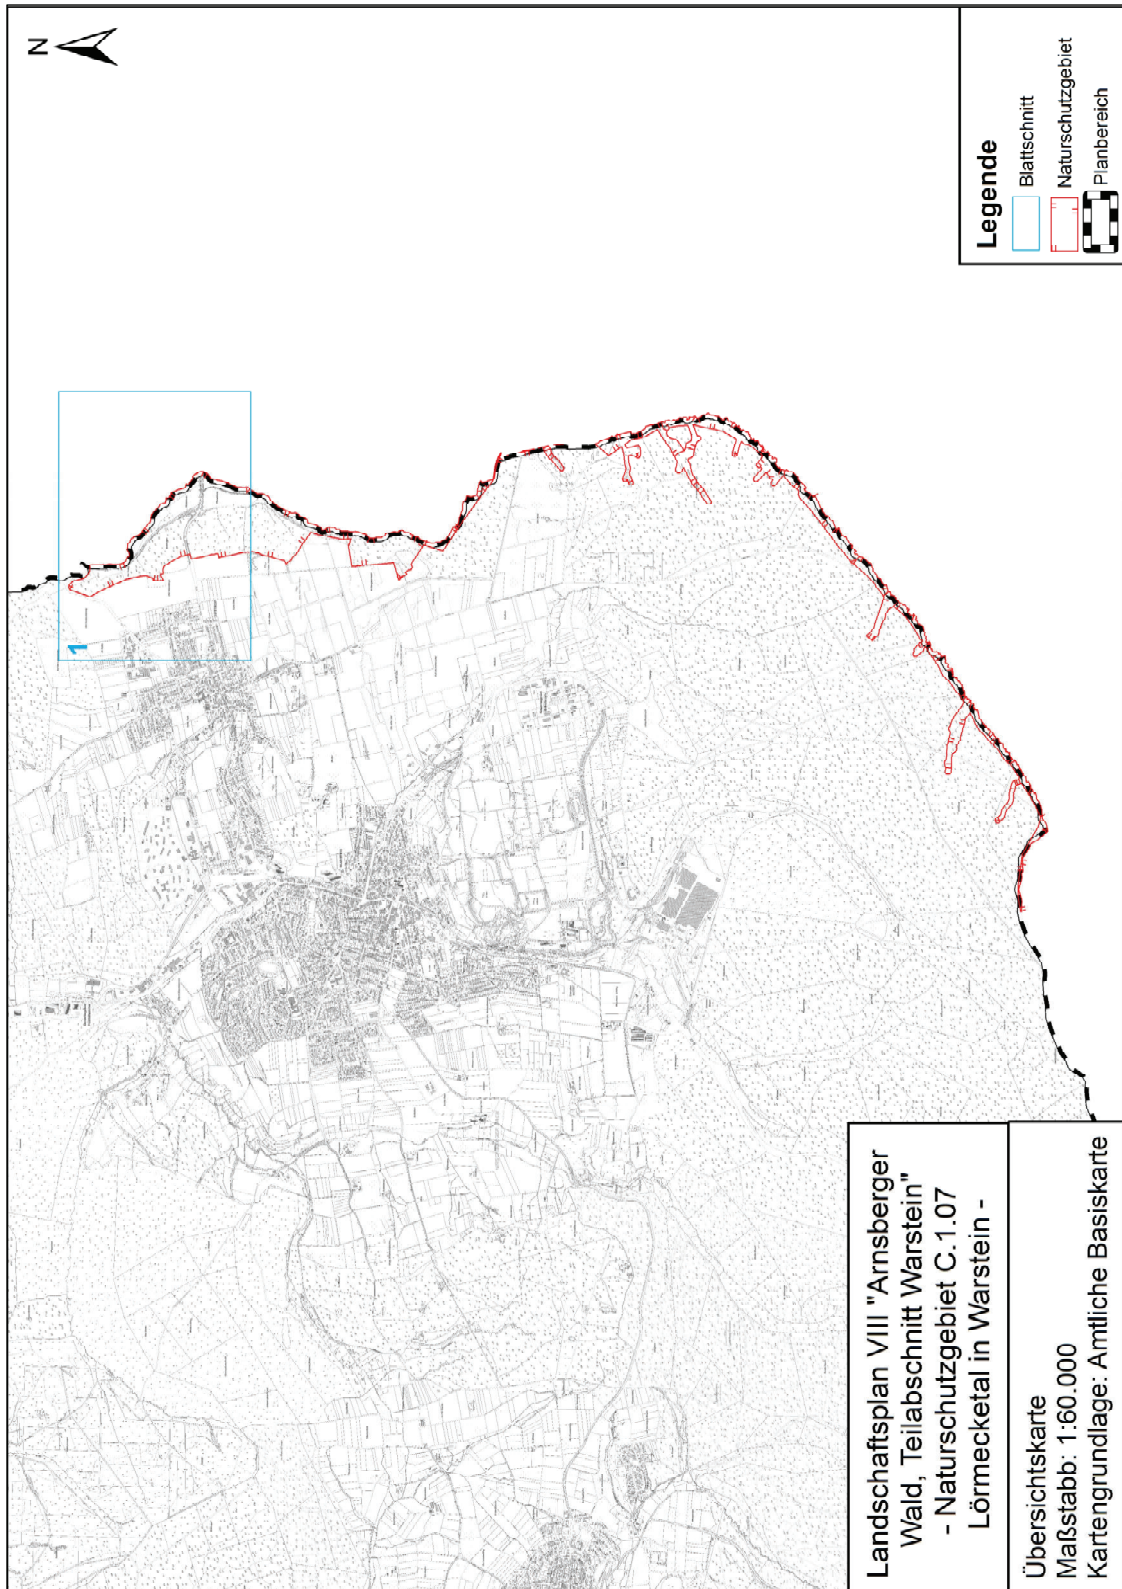 N
1
Legende
Blattschnitt
Naturschutzgebiet
Planbereich
Landschaftsplan VIII "Arnsberger
Wald, Teilabschnitt Warstein"
- Naturschutzgebiet C.1.07
Lörmecketal in Warstein -
Übersichtskarte
Maßstabb: 1:60.000
Kartengrundlage: Amtliche Basiskarte